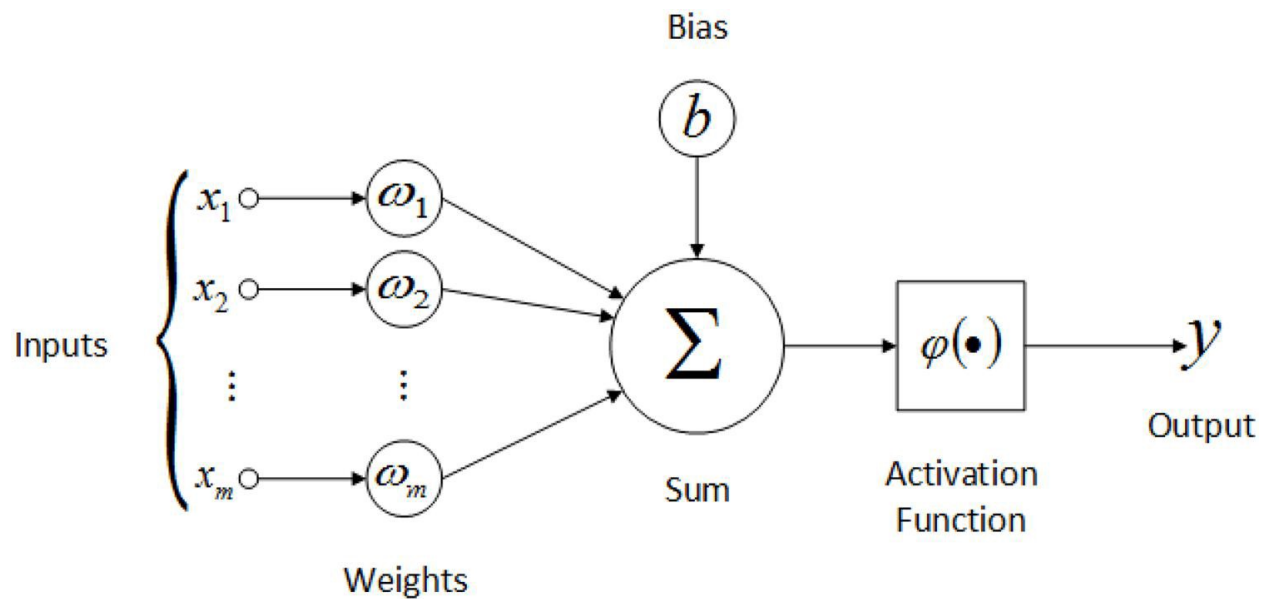 Bias
b
x₁ ω₁
x₂ ω₂
Inputs
⋮ ⋮
Σ
φ(•)
y
Output
xₘ ωₘ
Sum
Activation
Function
Weights